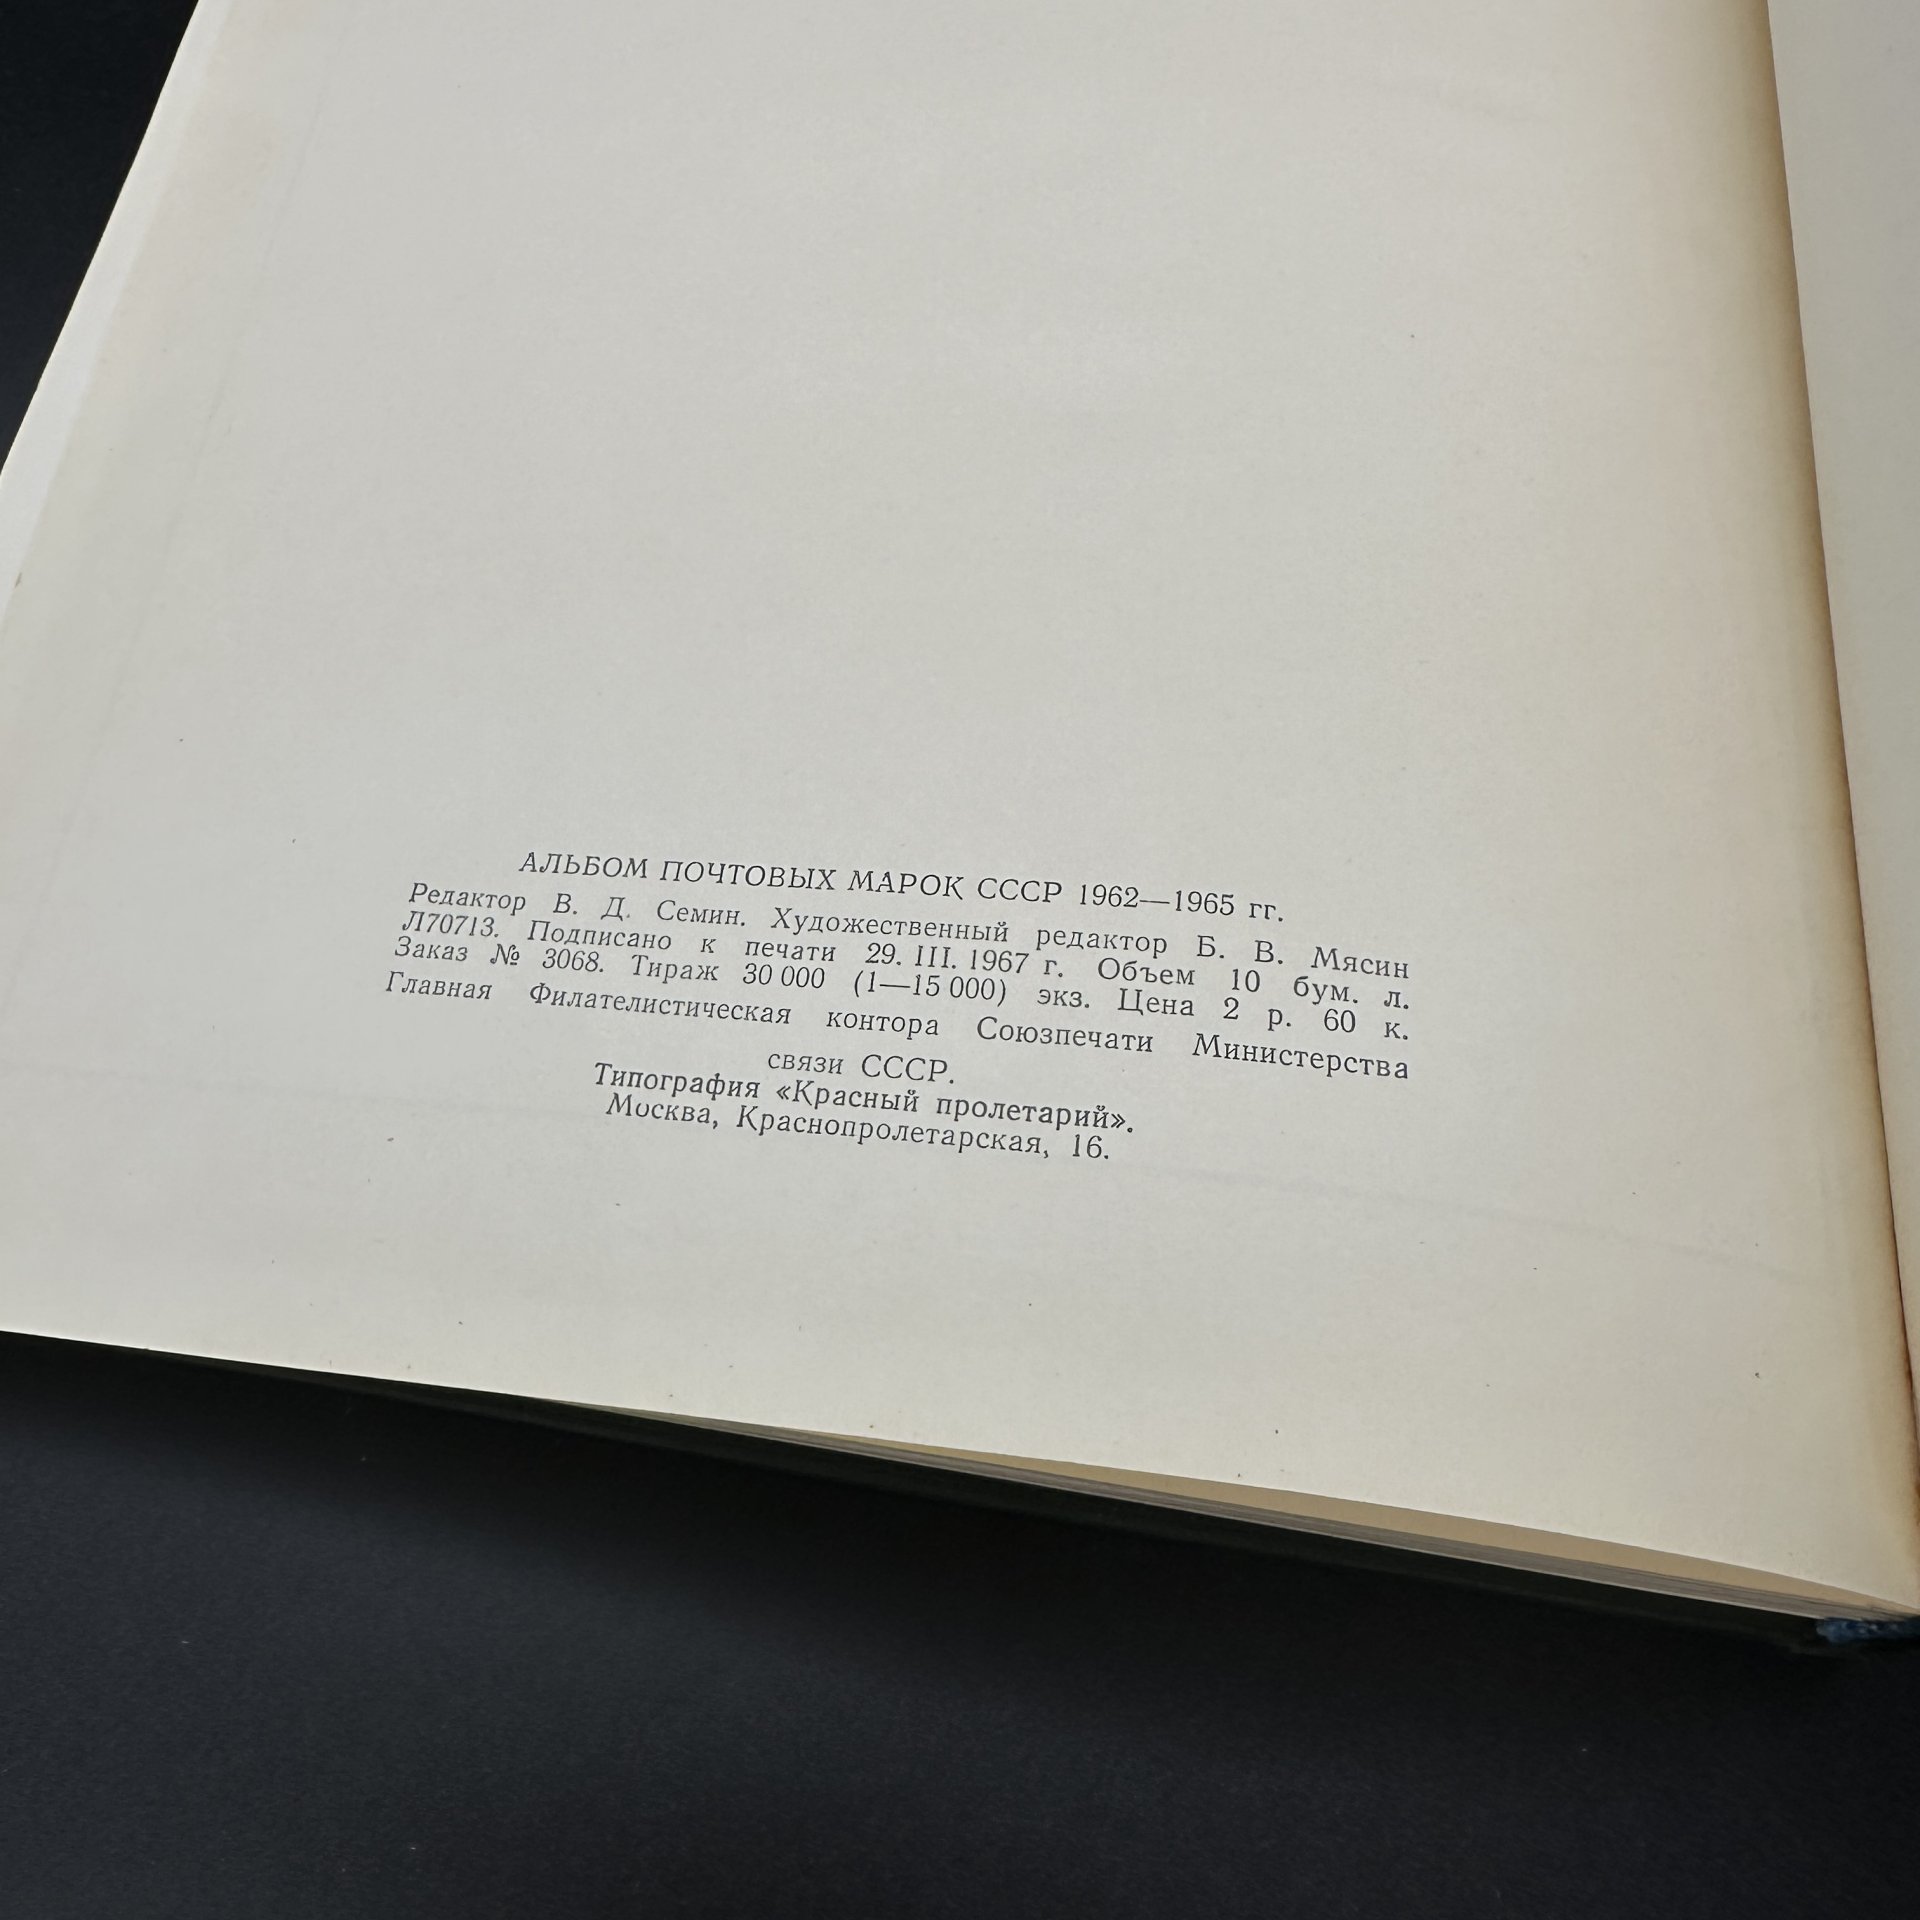 АЛЬБОМ ПОЧТОВЫХ МАРОК СССР 1962—1965 гг.
Редактор В. Д. Семин. Художественный редактор Б. В. Мясин
Л70713. Подписано к печати 29. III. 1967 г. Объем 10 бум. л.
Заказ № 3068. Тираж 30 000 (1—15 000) экз. Цена 2 р. 60 к.
Главная Филателистическая контора Союзпечати Министерства
связи СССР.
Типография «Красный пролетарий».
Москва, Краснопролетарская, 16.